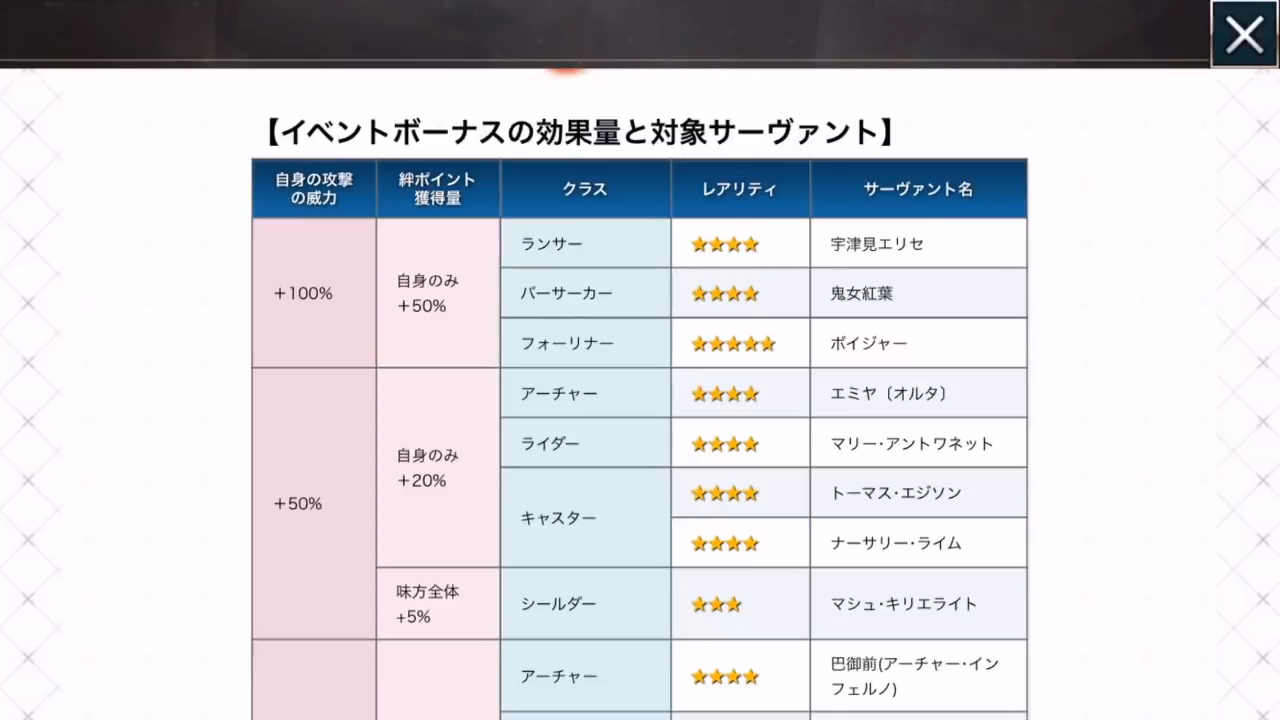 【イベントボーナスの効果量と対象サーヴァント】
自身の攻撃
の威力
絆ポイント
獲得量
クラス
レアリティ
サーヴァント名
+100%
自身のみ
+50%
ランサー
★★★★
宇津見エリセ
バーサーカー
★★★★
鬼女紅葉
フォーリナー
★★★★★
ボイジャー
+50%
自身のみ
+20%
アーチャー
★★★★
エミヤ〔オルタ〕
ライダー
★★★★
マリー・アントワネット
キャスター
★★★★
トーマス・エジソン
★★★★
ナーサリー・ライム
味方全体
+5%
シールダー
★★★
マシュ・キリエライト
アーチャー
★★★★
巴御前(アーチャー・イン
フェルノ)